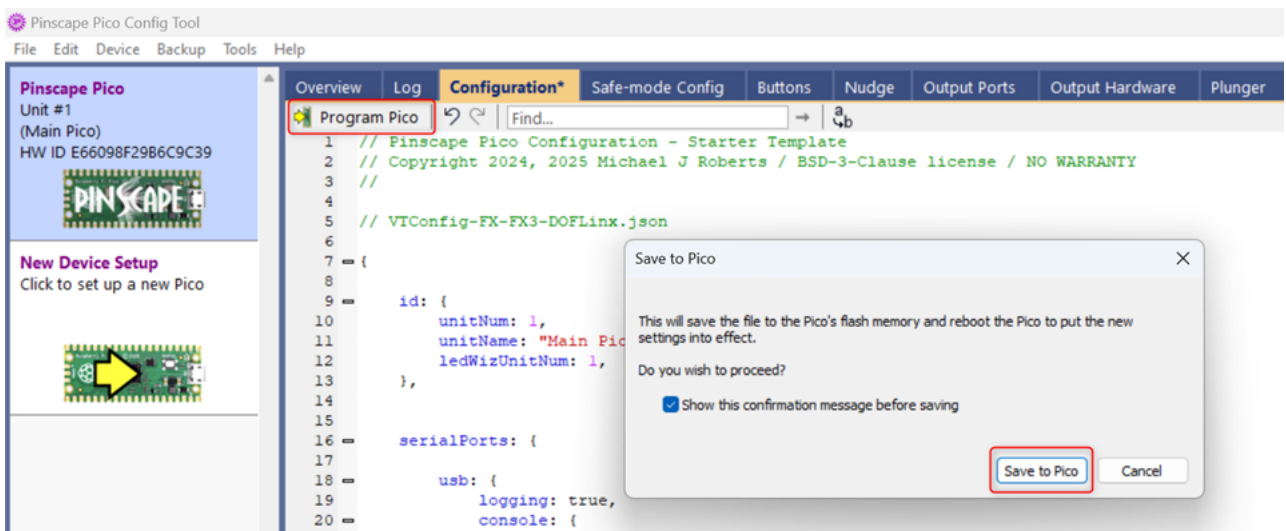 Pinscape Pico Config Tool
File Edit Device Backup Tools Help
Pinscape Pico
Unit #1
(Main Pico)
HW ID E66098F29B6C9C39
PINSCAPE
New Device Setup
Click to set up a new Pico
Overview Log Configuration* Safe-mode Config Buttons Nudge Output Ports Output Hardware Plunger
Program Pico Find... → a b
1 // Pinscape Pico Configuration - Starter Template
2 // Copyright 2024, 2025 Michael J Roberts / BSD-3-Clause license / NO WARRANTY
3 //
4
5 // VTConfig-FX-FX3-DOFLinx.json
6
7 {
8
9 id: {
10 unitNum: 1,
11 unitName: "Main Pic
12 ledWizUnitNum: 1,
13 },
14
15
16 serialPorts: {
17
18 usb: {
19 logging: true,
20 console: {
Save to Pico
This will save the file to the Pico's flash memory and reboot the Pico to put the new
settings into effect.
Do you wish to proceed?
Show this confirmation message before saving
Save to Pico Cancel